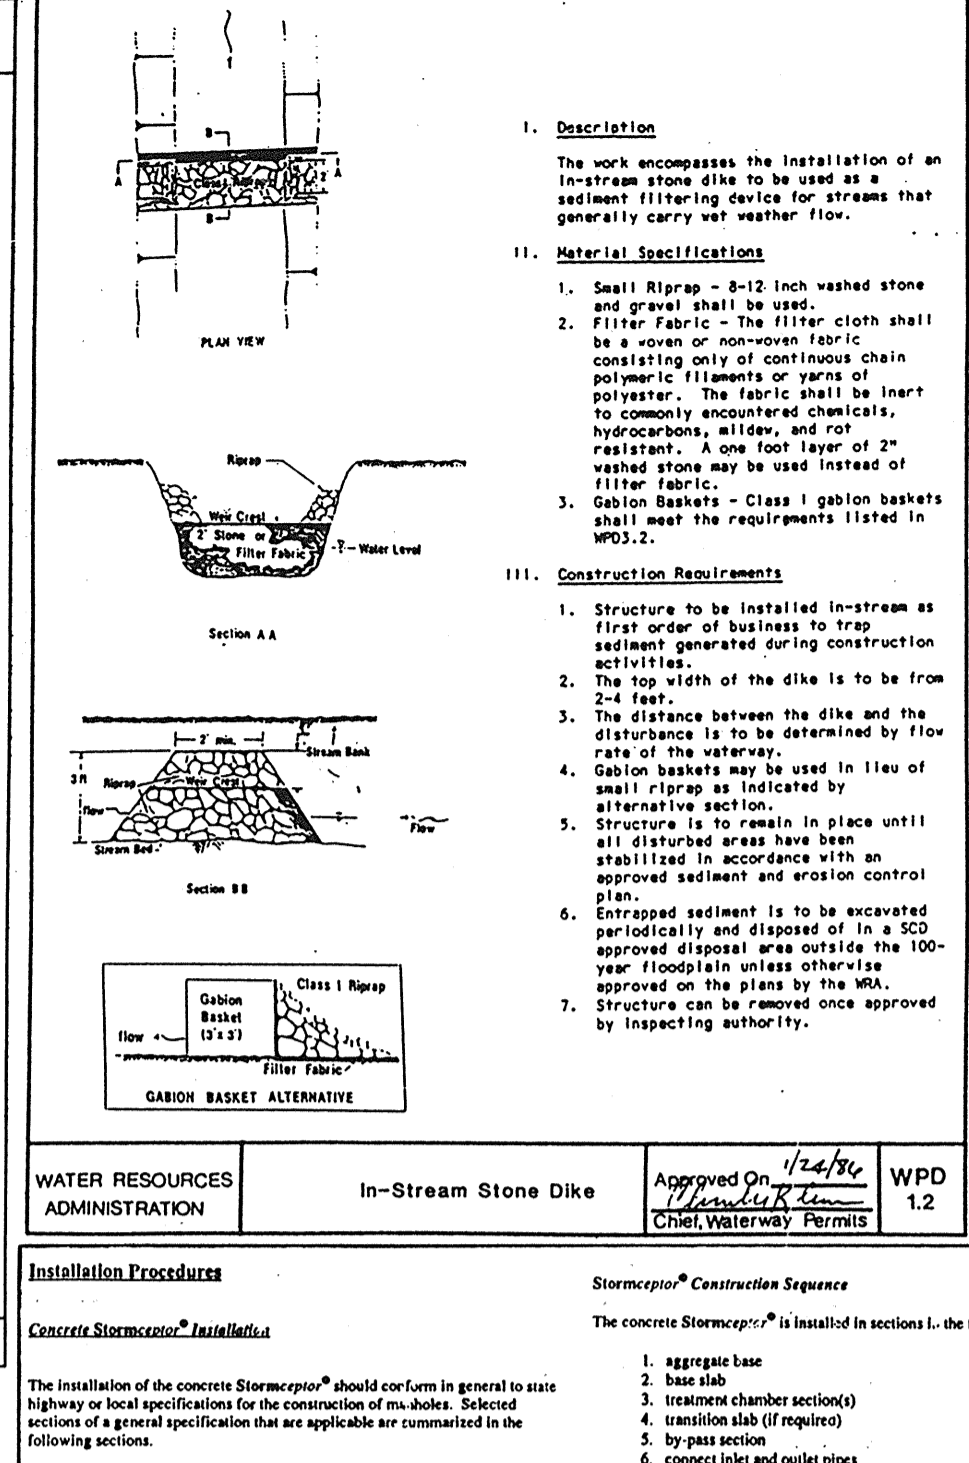 B
A
Class I Riprap
2'
A
B
PLAN VIEW
Riprap
Weir Crest
2" Stone or
Filter Fabric
Water Level
Section AA
2' min.
Stream Bank
3 ft
Riprap
Weir Crest
flow
Flow
Stream Bed
Section BB
Class I Riprap
Gabion
Basket
(3'x 3')
flow
Filter Fabric
GABION BASKET ALTERNATIVE
I. Description
The work encompasses the installation of an
in-stream stone dike to be used as a
sediment filtering device for streams that
generally carry wet weather flow.
II. Material Specifications
1. Small Riprap - 8-12 inch washed stone
and gravel shall be used.
2. Filter Fabric - The filter cloth shall
be a woven or non-woven fabric
consisting only of continuous chain
polymeric filaments or yarns of
polyester. The fabric shall be inert
to commonly encountered chemicals,
hydrocarbons, mildew, and rot
resistant. A one foot layer of 2"
washed stone may be used instead of
filter fabric.
3. Gabion Baskets - Class I gabion baskets
shall meet the requirements listed in
WPD3.2.
III. Construction Requirements
1. Structure to be installed in-stream as
first order of business to trap
sediment generated during construction
activities.
2. The top width of the dike is to be from
2-4 feet.
3. The distance between the dike and the
disturbance is to be determined by flow
rate of the waterway.
4. Gabion baskets may be used in lieu of
small riprap as indicated by
alternative section.
5. Structure is to remain in place until
all disturbed areas have been
stabilized in accordance with an
approved sediment and erosion control
plan.
6. Entrapped sediment is to be excavated
periodically and disposed of in a SCD
approved disposal area outside the 100-
year floodplain unless otherwise
approved on the plans by the WRA.
7. Structure can be removed once approved
by inspecting authority.
WATER RESOURCES
ADMINISTRATION
In-Stream Stone Dike
Approved On 1/24/86
Chief, Waterway Permits
WPD
1.2
Installation Procedures
Concrete Stormceptor® Installation
The installation of the concrete Stormceptor® should conform in general to state
highway or local specifications for the construction of manholes. Selected
sections of a general specification that are applicable are summarized in the
following sections.
Stormceptor® Construction Sequence
The concrete Stormceptor® is installed in sections in the
1. aggregate base
2. base slab
3. treatment chamber section(s)
4. transition slab (if required)
5. by-pass section
6. connect inlet and outlet pipes